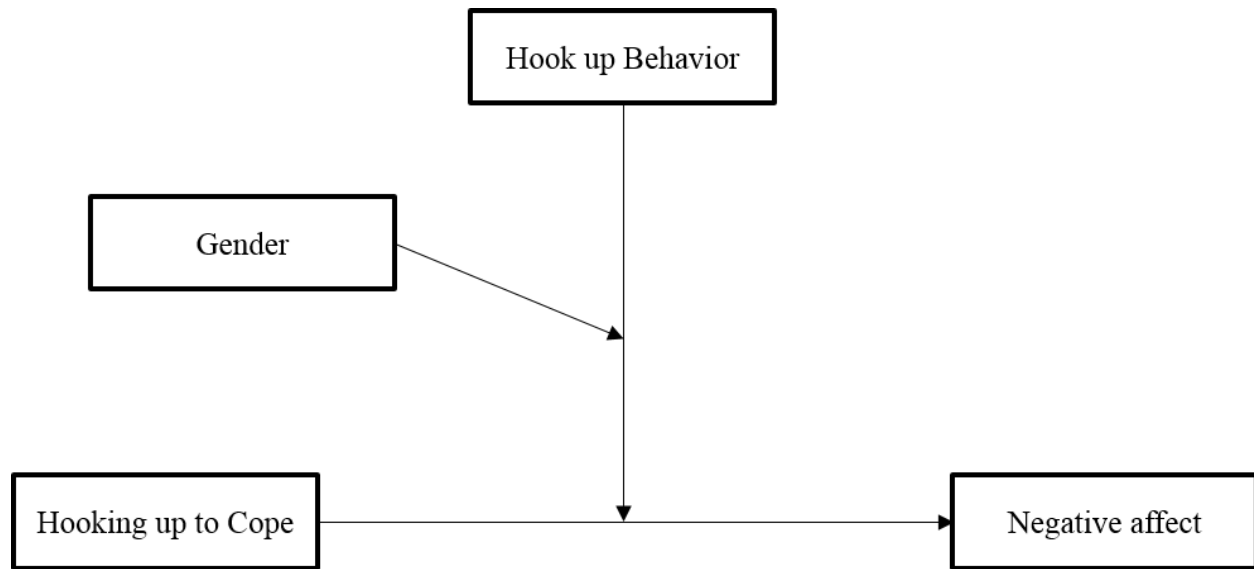 Hook up Behavior
Gender
Hooking up to Cope
Negative affect